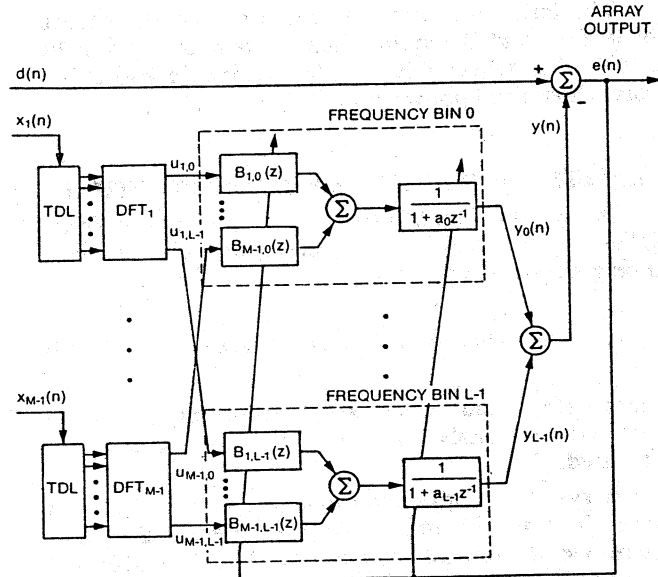 ARRAY
OUTPUT
d(n)
+
Σ
e(n)
−
x₁(n)
FREQUENCY BIN 0
y(n)
TDL
DFT₁
u₁,₀
B₁,₀(z)
Σ
1
1 + a₀z⁻¹
y₀(n)
u₁,L-1
B_M-1,0(z)
Σ
x_M-1(n)
FREQUENCY BIN L-1
TDL
DFT_M-1
u_M-1,0
B₁,L-1(z)
Σ
1
1 + a_L-1z⁻¹
y_L-1(n)
B_M-1,L-1(z)
u_M-1,L-1